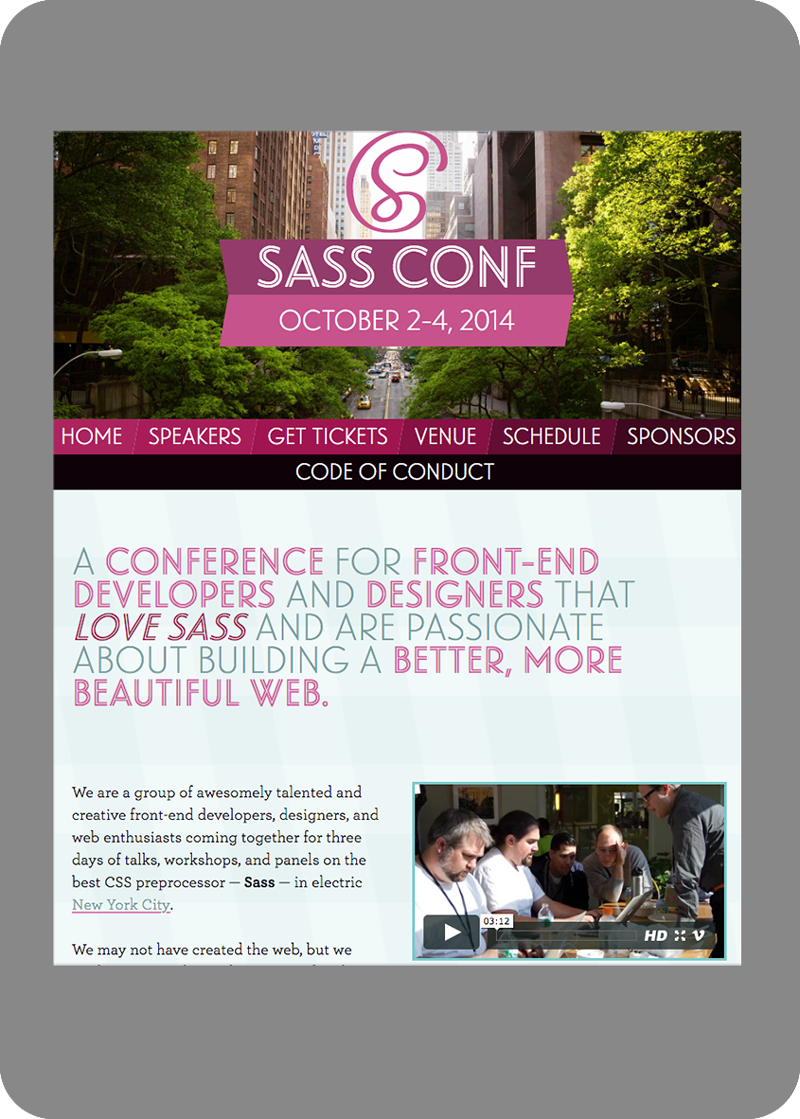 SASS CONF
OCTOBER 2-4, 2014
HOME SPEAKERS GET TICKETS VENUE SCHEDULE SPONSORS
CODE OF CONDUCT
A CONFERENCE FOR FRONT-END
DEVELOPERS AND DESIGNERS THAT
LOVE SASS AND ARE PASSIONATE
ABOUT BUILDING A BETTER, MORE
BEAUTIFUL WEB.
We are a group of awesomely talented and
creative front-end developers, designers, and
web enthusiasts coming together for three
days of talks, workshops, and panels on the
best CSS preprocessor — Sass — in electric
New York City.
We may not have created the web, but we
03:12
HD